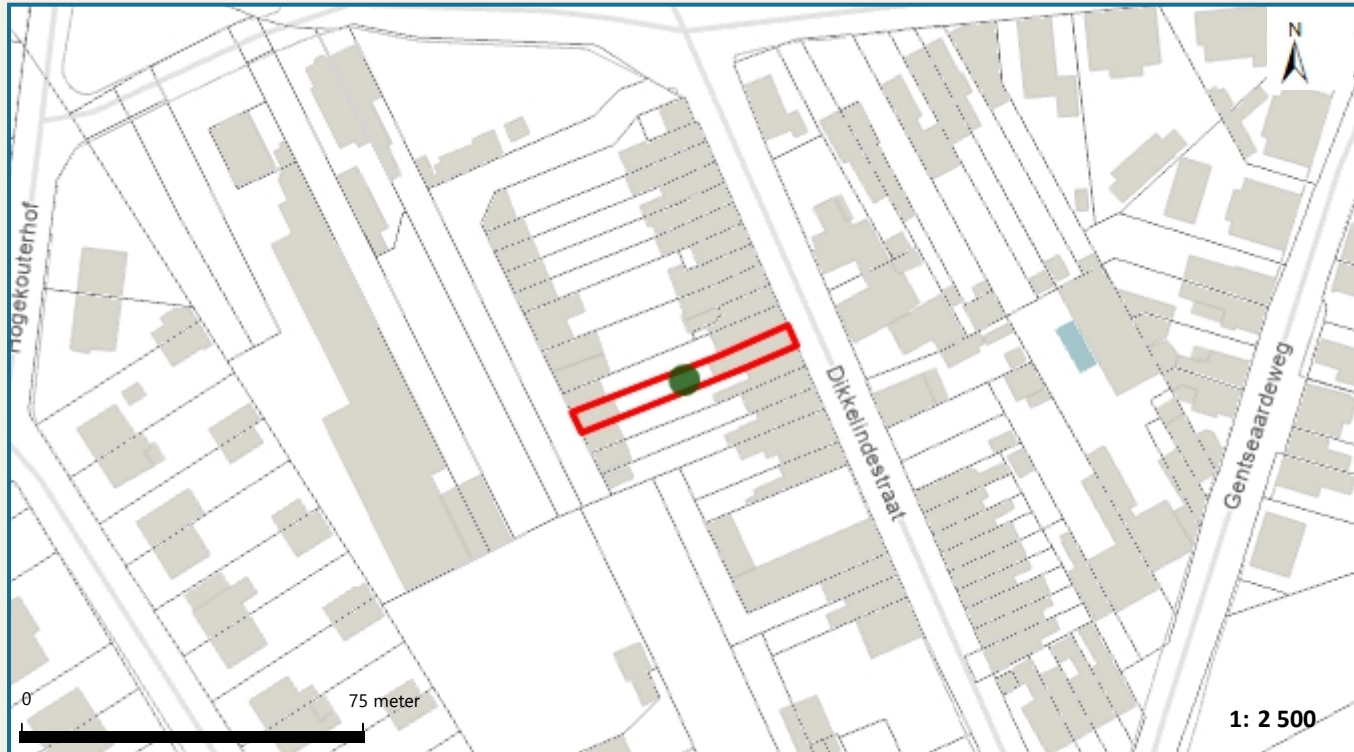 N
Hogekouterhof
Dikkelindestraat
Gentseaardeweg
0
75 meter
1: 2 500